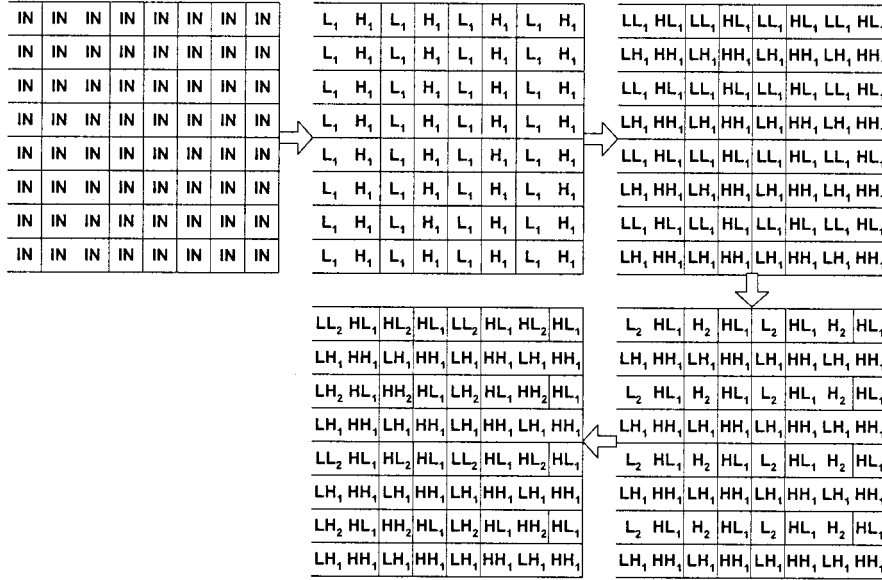 IN IN IN IN IN IN IN IN
IN IN IN IN IN IN IN IN
IN IN IN IN IN IN IN IN
IN IN IN IN IN IN IN IN
IN IN IN IN IN IN IN IN
IN IN IN IN IN IN IN IN
IN IN IN IN IN IN IN IN
IN IN IN IN IN IN IN IN
L₁ H₁ L₁ H₁ L₁ H₁ L₁ H₁
L₁ H₁ L₁ H₁ L₁ H₁ L₁ H₁
L₁ H₁ L₁ H₁ L₁ H₁ L₁ H₁
L₁ H₁ L₁ H₁ L₁ H₁ L₁ H₁
L₁ H₁ L₁ H₁ L₁ H₁ L₁ H₁
L₁ H₁ L₁ H₁ L₁ H₁ L₁ H₁
L₁ H₁ L₁ H₁ L₁ H₁ L₁ H₁
L₁ H₁ L₁ H₁ L₁ H₁ L₁ H₁
LL₁ HL₁ LL₁ HL₁ LL₁ HL₁ LL₁ HL₁
LH₁ HH₁ LH₁ HH₁ LH₁ HH₁ LH₁ HH₁
LL₁ HL₁ LL₁ HL₁ LL₁ HL₁ LL₁ HL₁
LH₁ HH₁ LH₁ HH₁ LH₁ HH₁ LH₁ HH₁
LL₁ HL₁ LL₁ HL₁ LL₁ HL₁ LL₁ HL₁
LH₁ HH₁ LH₁ HH₁ LH₁ HH₁ LH₁ HH₁
LL₁ HL₁ LL₁ HL₁ LL₁ HL₁ LL₁ HL₁
LH₁ HH₁ LH₁ HH₁ LH₁ HH₁ LH₁ HH₁
LL₂ HL₁ HL₂ HL₁ LL₂ HL₁ HL₂ HL₁
LH₁ HH₁ LH₁ HH₁ LH₁ HH₁ LH₁ HH₁
LH₂ HL₁ HH₂ HL₁ LH₂ HL₁ HH₂ HL₁
LH₁ HH₁ LH₁ HH₁ LH₁ HH₁ LH₁ HH₁
LL₂ HL₁ HL₂ HL₁ LL₂ HL₁ HL₂ HL₁
LH₁ HH₁ LH₁ HH₁ LH₁ HH₁ LH₁ HH₁
LH₂ HL₁ HH₂ HL₁ LH₂ HL₁ HH₂ HL₁
LH₁ HH₁ LH₁ HH₁ LH₁ HH₁ LH₁ HH₁
L₂ HL₁ H₂ HL₁ L₂ HL₁ H₂ HL₁
LH₁ HH₁ LH₁ HH₁ LH₁ HH₁ LH₁ HH₁
L₂ HL₁ H₂ HL₁ L₂ HL₁ H₂ HL₁
LH₁ HH₁ LH₁ HH₁ LH₁ HH₁ LH₁ HH₁
L₂ HL₁ H₂ HL₁ L₂ HL₁ H₂ HL₁
LH₁ HH₁ LH₁ HH₁ LH₁ HH₁ LH₁ HH₁
L₂ HL₁ H₂ HL₁ L₂ HL₁ H₂ HL₁
LH₁ HH₁ LH₁ HH₁ LH₁ HH₁ LH₁ HH₁